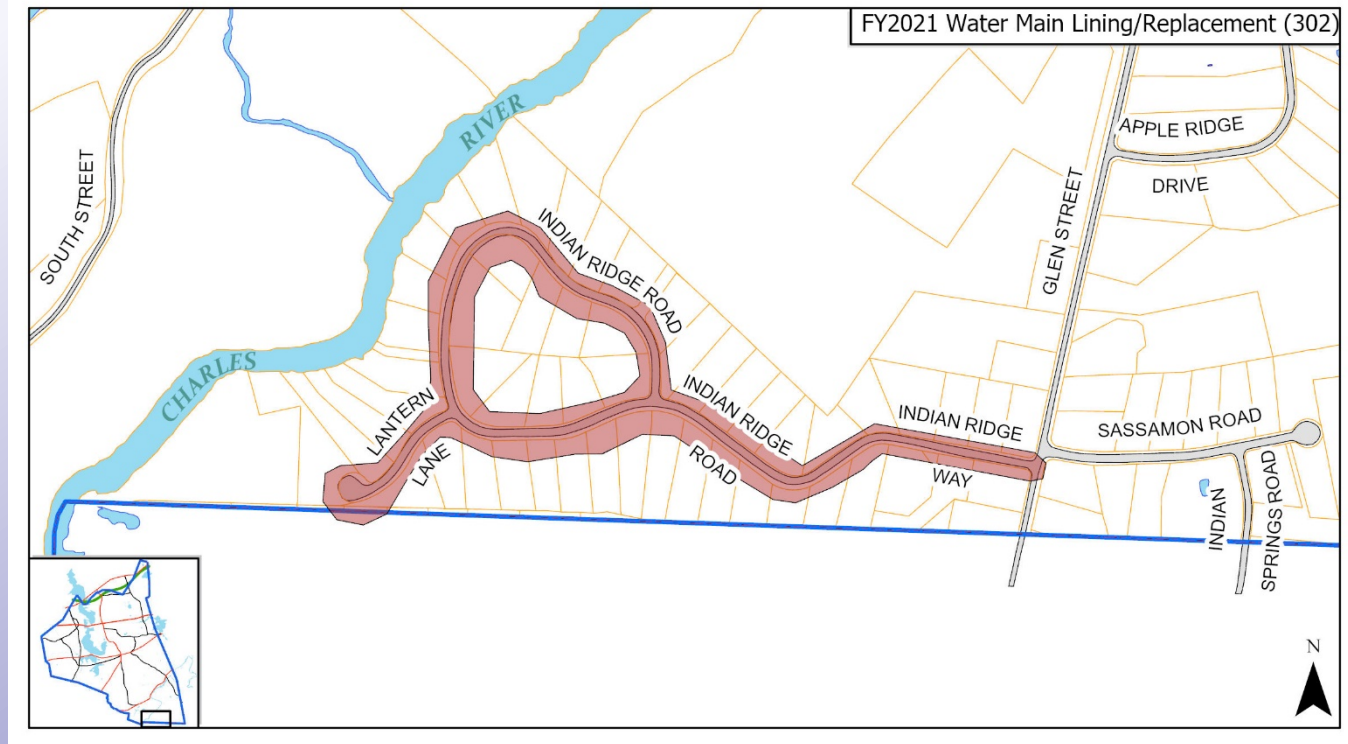 FY2021 Water Main Lining/Replacement (302)
RIVER
APPLE RIDGE
DRIVE
SOUTH STREET
GLEN STREET
INDIAN RIDGE ROAD
CHARLES
LANTERN
LANE
INDIAN RIDGE
ROAD
INDIAN RIDGE
WAY
SASSAMON ROAD
INDIAN
SPRINGS ROAD
N